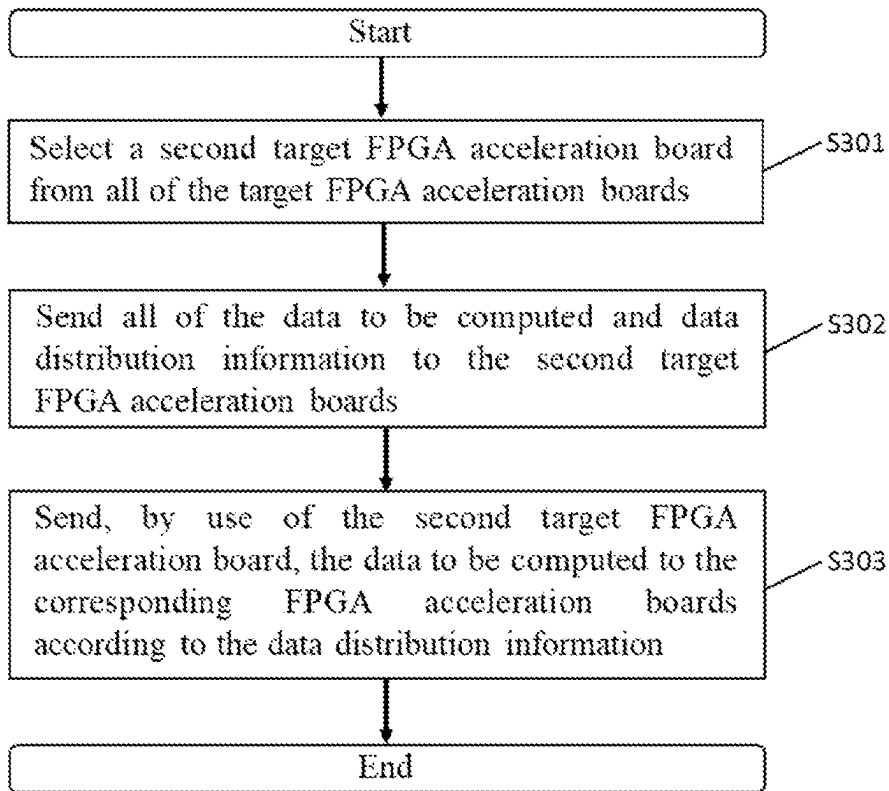 Start
Select a second target FPGA acceleration board
from all of the target FPGA acceleration boards
S301
Send all of the data to be computed and data
distribution information to the second target
FPGA acceleration boards
S302
Send, by use of the second target FPGA
acceleration board, the data to be computed to the
corresponding FPGA acceleration boards
according to the data distribution information
S303
End